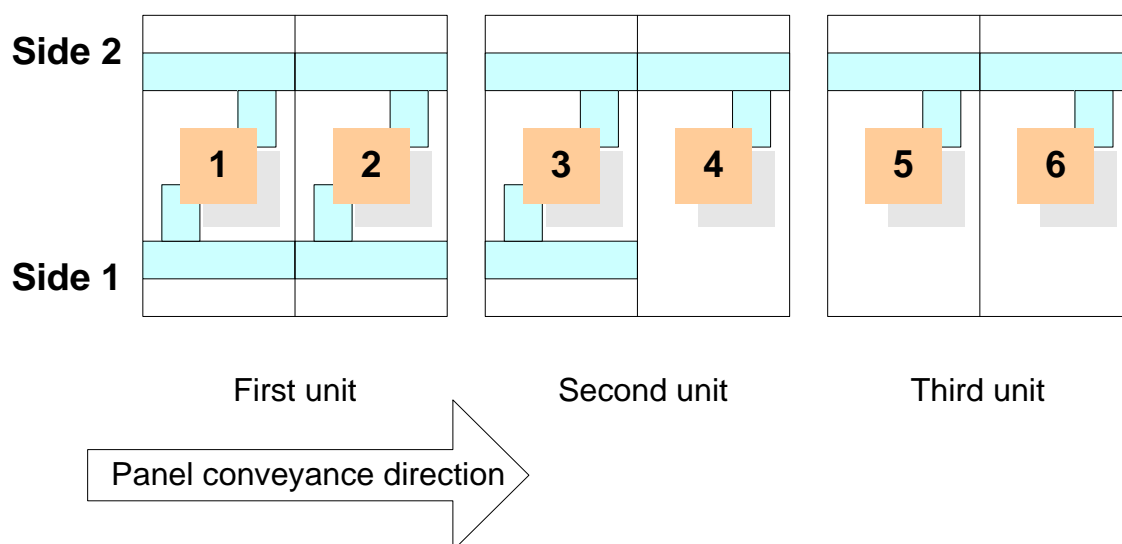 Side 2
1
2
3
4
5
6
Side 1
First unit
Second unit
Third unit
Panel conveyance direction